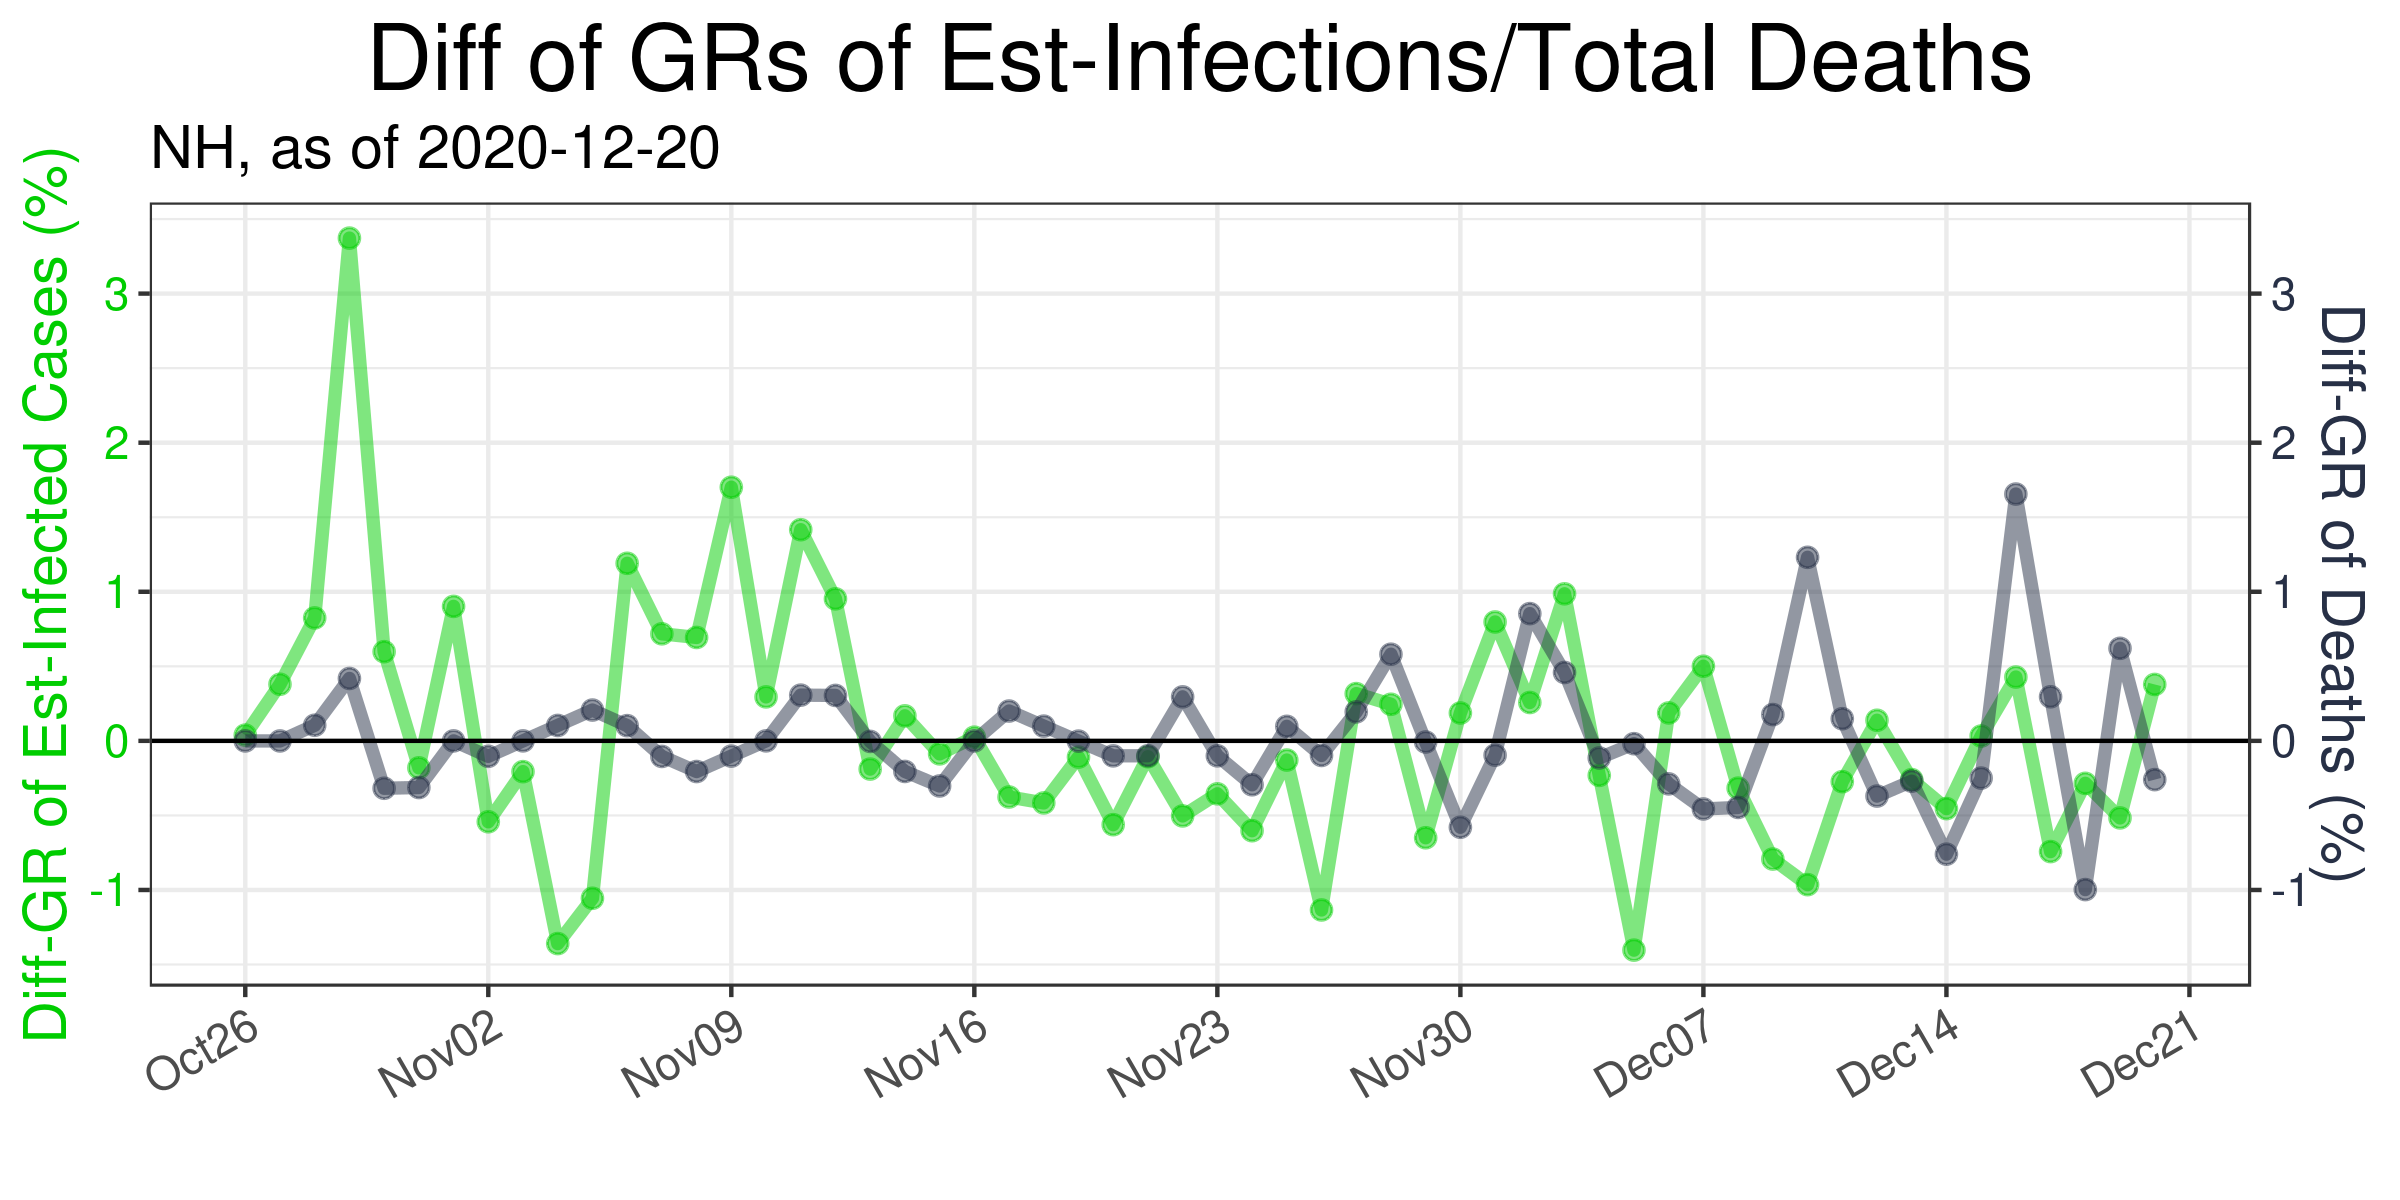 Diff of GRs of Est-Infections/Total Deaths
NH, as of 2020-12-20
Diff-GR of Est-Infected Cases (%)
3
2
1
0
-1
3
2
1
0
-1
Diff-GR of Deaths (%)
Oct26
Nov02
Nov09
Nov16
Nov23
Nov30
Dec07
Dec14
Dec21